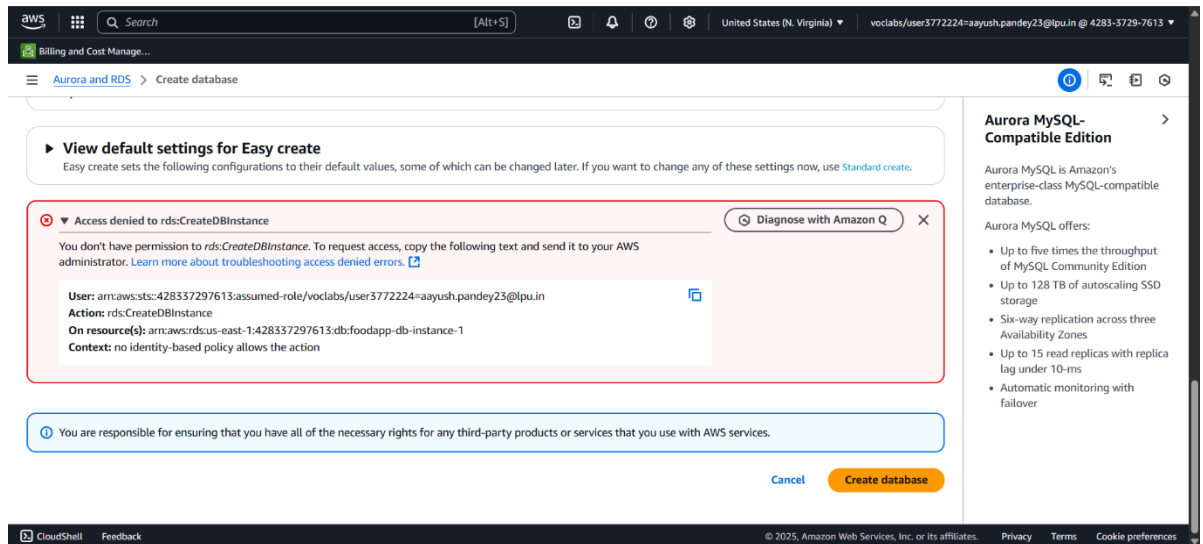 aws
Search
[Alt+S]
United States (N. Virginia) ▼
voclabs/user3772224=aayush.pandey23@lpu.in @ 4283-3729-7613 ▼
Billing and Cost Manage...
Aurora and RDS > Create database
View default settings for Easy create
Easy create sets the following configurations to their default values, some of which can be changed later. If you want to change any of these settings now, use Standard create.
Access denied to rds:CreateDBInstance
Diagnose with Amazon Q
You don't have permission to rds:CreateDBInstance. To request access, copy the following text and send it to your AWS
administrator. Learn more about troubleshooting access denied errors.
User: arn:aws:sts::428337297613:assumed-role/voclabs/user3772224=aayush.pandey23@lpu.in
Action: rds:CreateDBInstance
On resource(s): arn:aws:rds:us-east-1:428337297613:db:foodapp-db-instance-1
Context: no identity-based policy allows the action
You are responsible for ensuring that you have all of the necessary rights for any third-party products or services that you use with AWS services.
Cancel
Create database
Aurora MySQL-
Compatible Edition
Aurora MySQL is Amazon's
enterprise-class MySQL-compatible
database.
Aurora MySQL offers:
• Up to five times the throughput
of MySQL Community Edition
• Up to 128 TB of autoscaling SSD
storage
• Six-way replication across three
Availability Zones
• Up to 15 read replicas with replica
lag under 10-ms
• Automatic monitoring with
failover
CloudShell
Feedback
© 2025, Amazon Web Services, Inc. or its affiliates.
Privacy
Terms
Cookie preferences